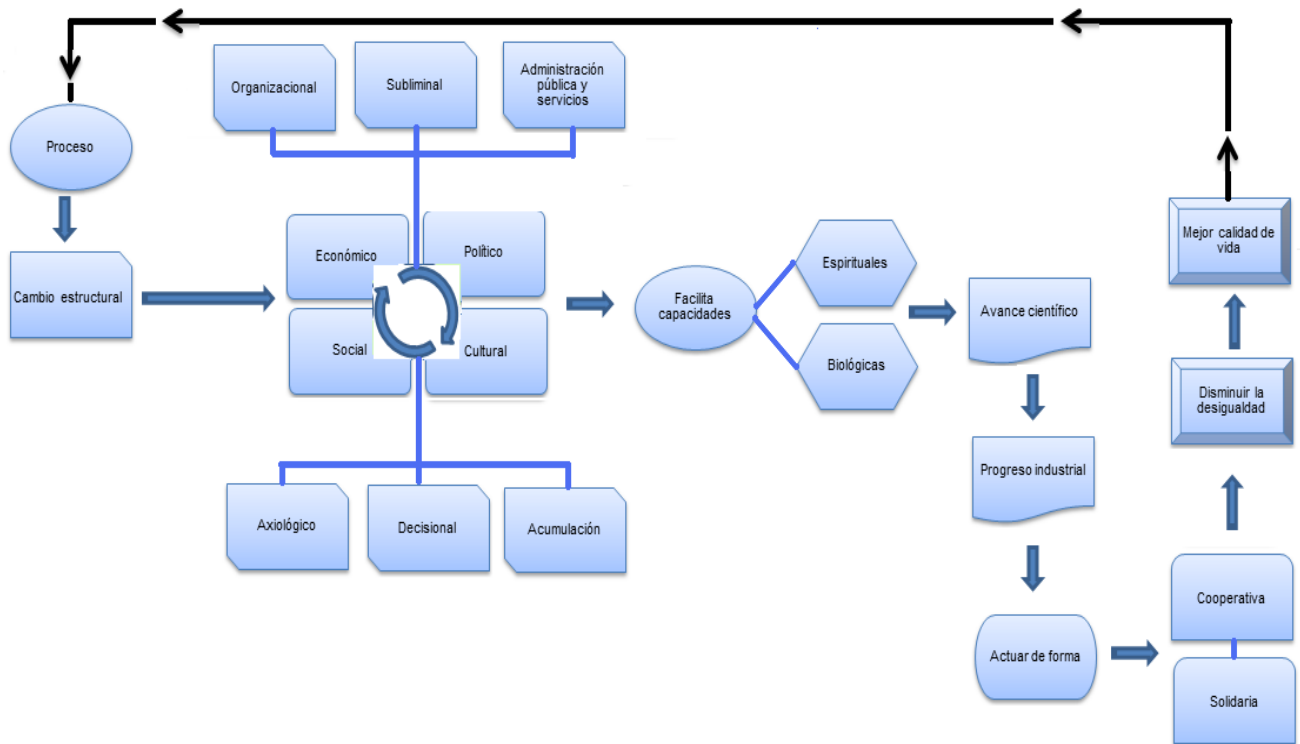 Organizacional
Subliminal
Administración
pública y
servicios
Proceso
Cambio estructural
Económico
Político
Social
Cultural
Axiológico
Decisional
Acumulación
Facilita
capacidades
Espirituales
Biológicas
Avance científico
Progreso industrial
Actuar de forma
Cooperativa
Solidaria
Disminuir la
desigualdad
Mejor calidad de
vida